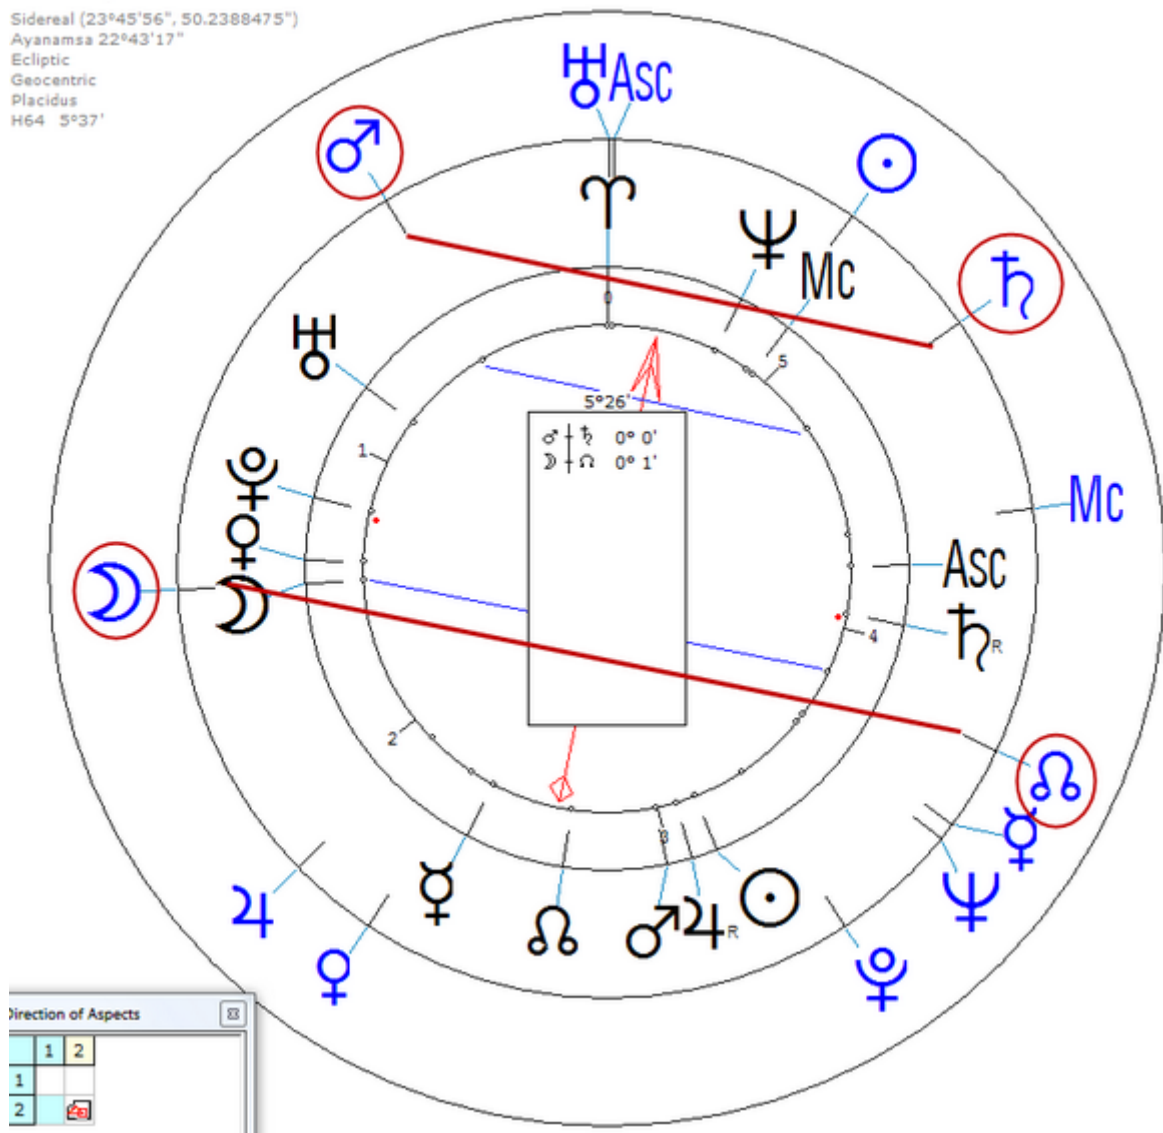 Sidereal (23°45'56", 50.2388475")
Ayanamsa 22°43'17"
Ecliptic
Geocentric
Placidus
H64 5°37'
♂
♅ Asc
☉
♄
♈
♆
Mc
0
♅
5
5°26'
♂ ┼ ♄ 0° 0'
☽ ┼ ☊ 0° 1'
1
♇
♀
☽
☽
Mc
Asc
♄R
4
2
☊
☿
♆
3
☿
☊
♂ ♃R
☉
♃
♀
♇
Direction of Aspects
1 2
1
2